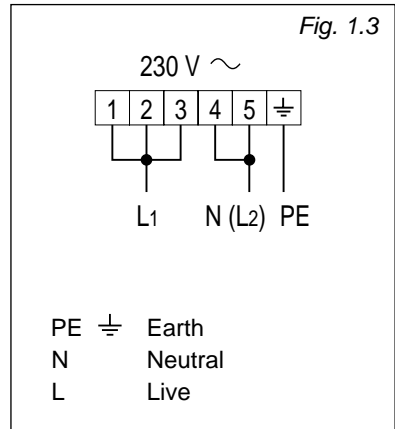 Fig. 1.3
230 V ~
1 2 3 4 5 ⏚
L1 N (L2) PE
PE ⏚ Earth
N Neutral
L Live